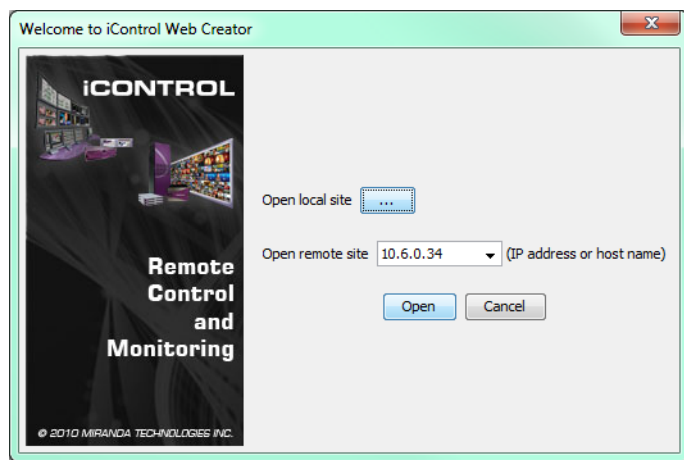 Welcome to iControl Web Creator
iCONTROL
Remote
Control
and
Monitoring
© 2010 MIRANDA TECHNOLOGIES INC.
Open local site ...
Open remote site 10.6.0.34 (IP address or host name)
Open Cancel